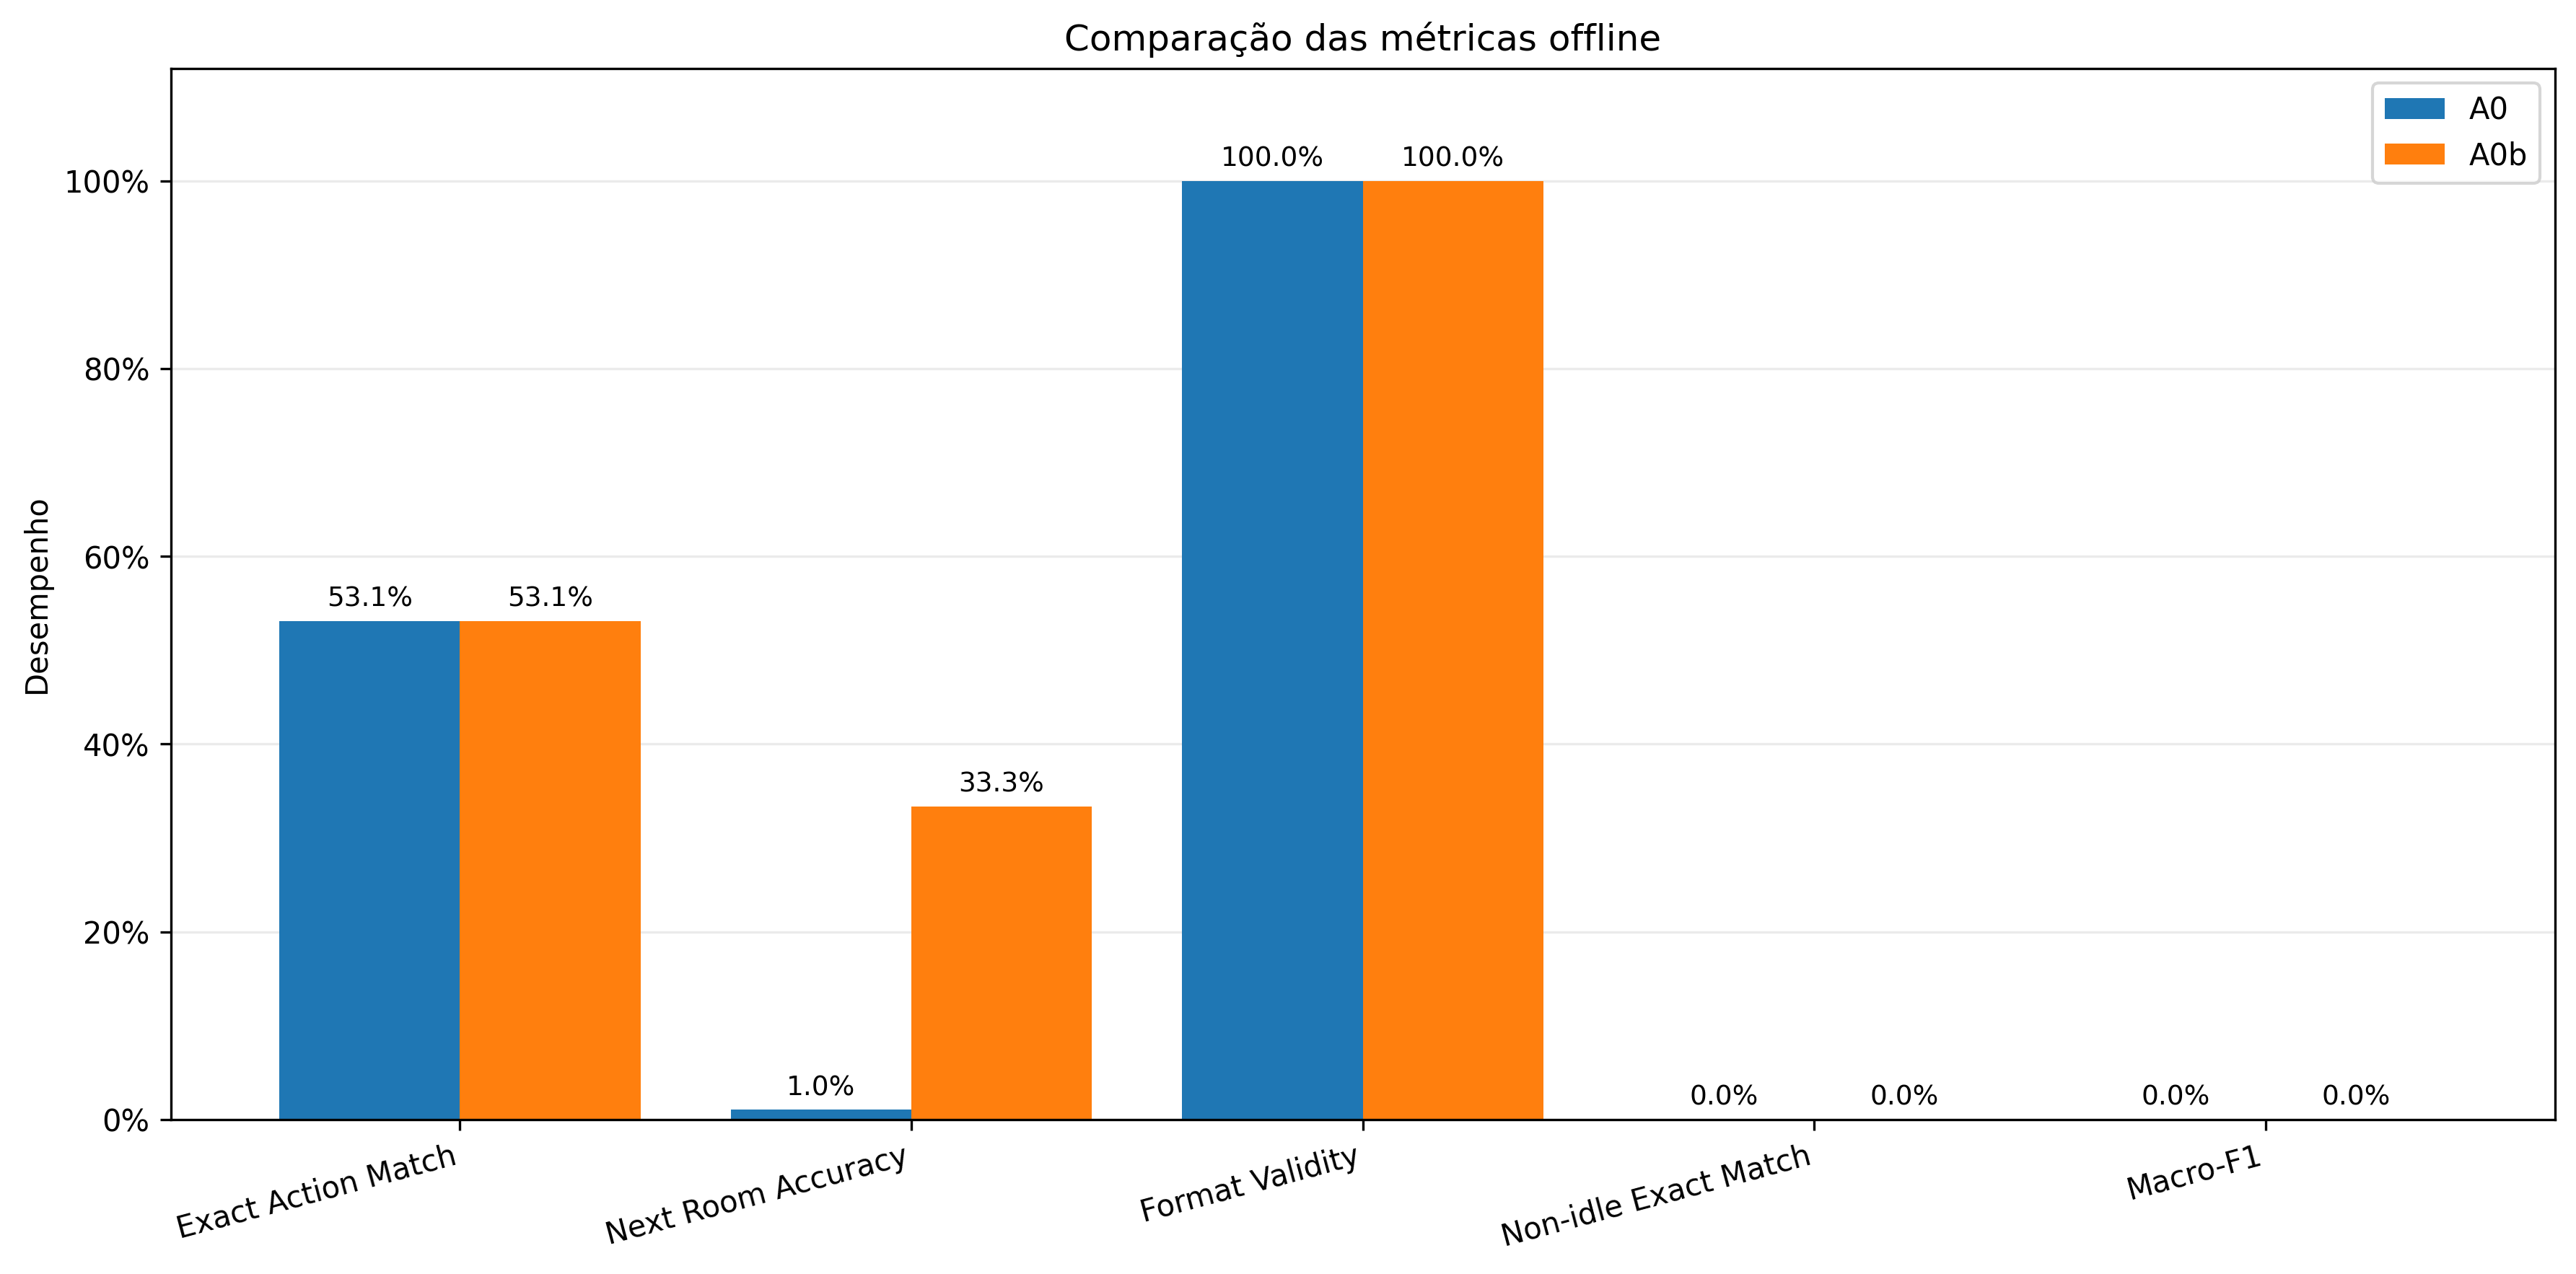 Comparação das métricas offline
A0
A0b
Desempenho
100%
80%
60%
40%
20%
0%
53.1%
53.1%
1.0%
33.3%
100.0%
100.0%
0.0%
0.0%
0.0%
0.0%
Exact Action Match
Next Room Accuracy
Format Validity
Non-idle Exact Match
Macro-F1